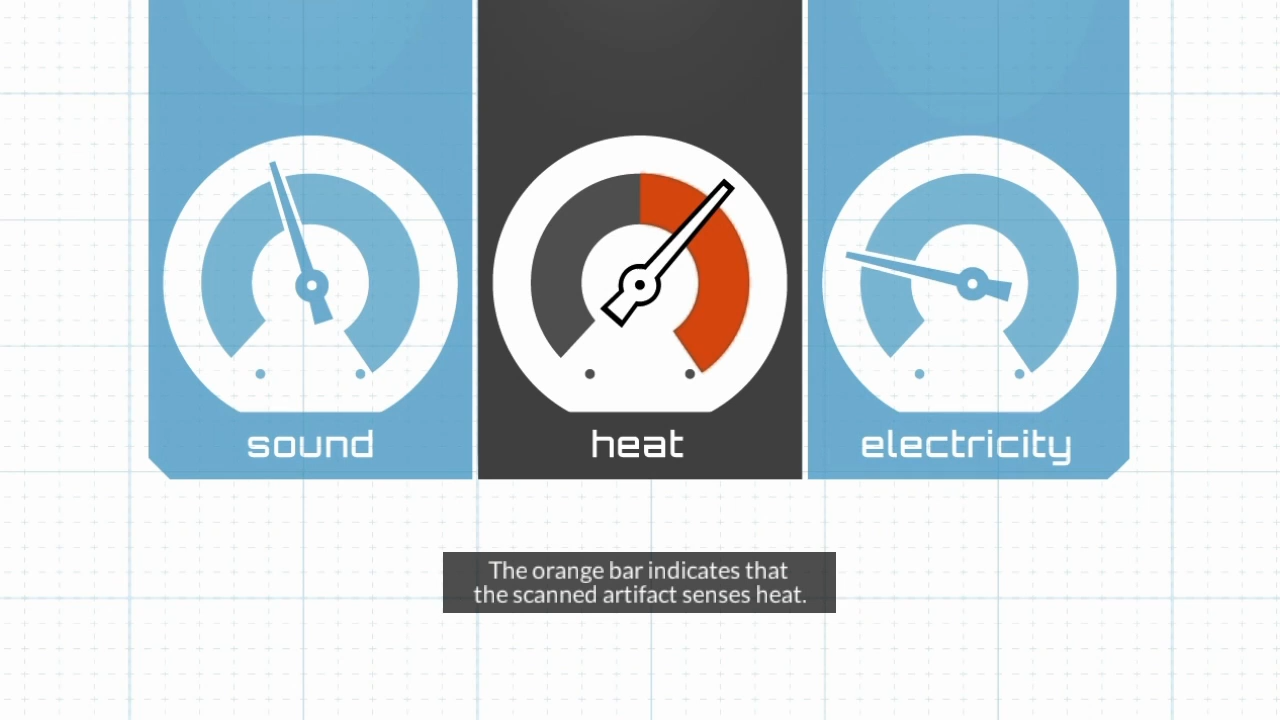 sound
heat
electricity
The orange bar indicates that
the scanned artifact senses heat.